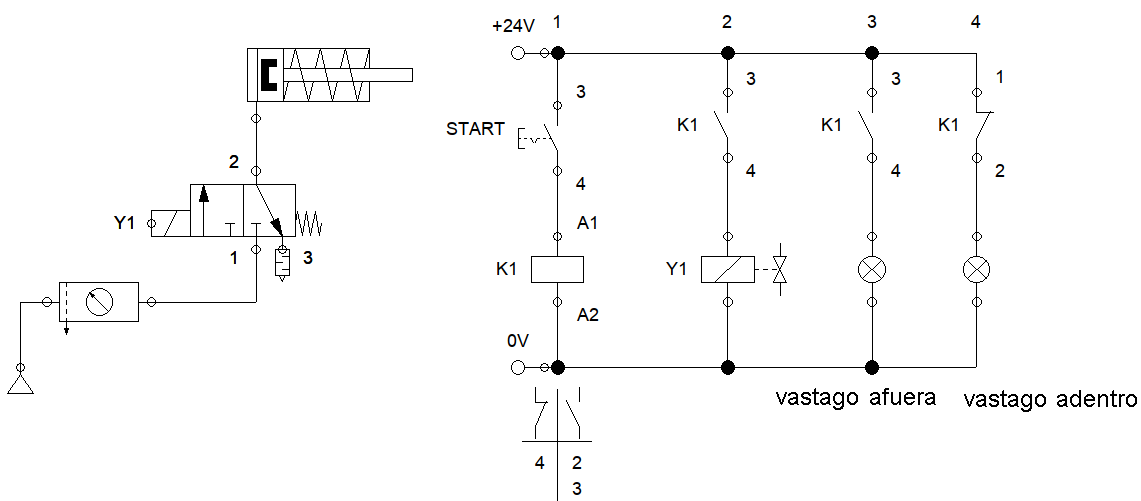 1 2 3 4
+24V
3 3 3 1
START K1 K1 K1
4 4 4 2
2
Y1
1 3
A1
K1 Y1
A2
0V
vastago afuera vastago adentro
4 2
3